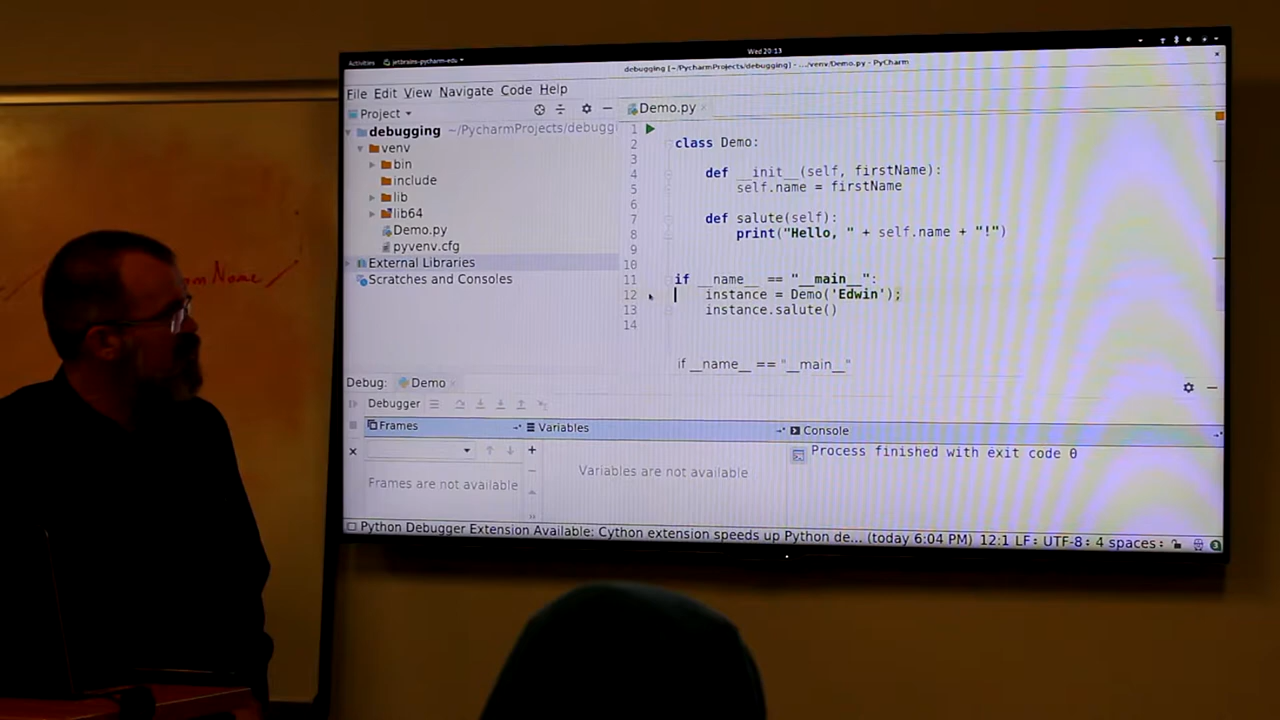 Activities jetbrains-pycharm-edu
Wed 20:13
debugging [~/PycharmProjects/debugging] - .../venv/Demo.py - PyCharm
File Edit View Navigate Code Help
Project
Demo.py
debugging ~/PycharmProjects/debuggi
venv
bin
include
lib
lib64
Demo.py
pyvenv.cfg
External Libraries
Scratches and Consoles
1
2 class Demo:
3
4 def __init__(self, firstName):
5 self.name = firstName
6
7 def salute(self):
8 print("Hello, " + self.name + "!")
9
10
11 if __name__ == "__main__":
12 instance = Demo('Edwin');
13 instance.salute()
14
if __name__ == "__main__"
Name
Debug: Demo
Debugger
Frames
Variables
Console
Frames are not available
Variables are not available
Process finished with exit code 0
Python Debugger Extension Available: Cython extension speeds up Python de... (today 6:04 PM) 12:1 LF: UTF-8: 4 spaces: